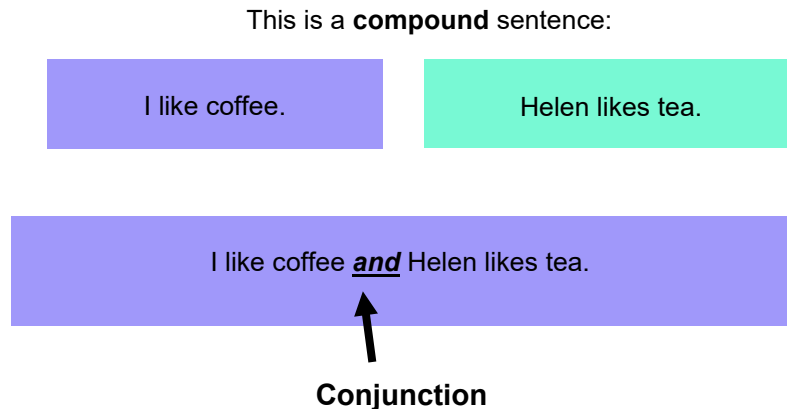 This is a compound sentence:
I like coffee.
Helen likes tea.
I like coffee and Helen likes tea.
Conjunction